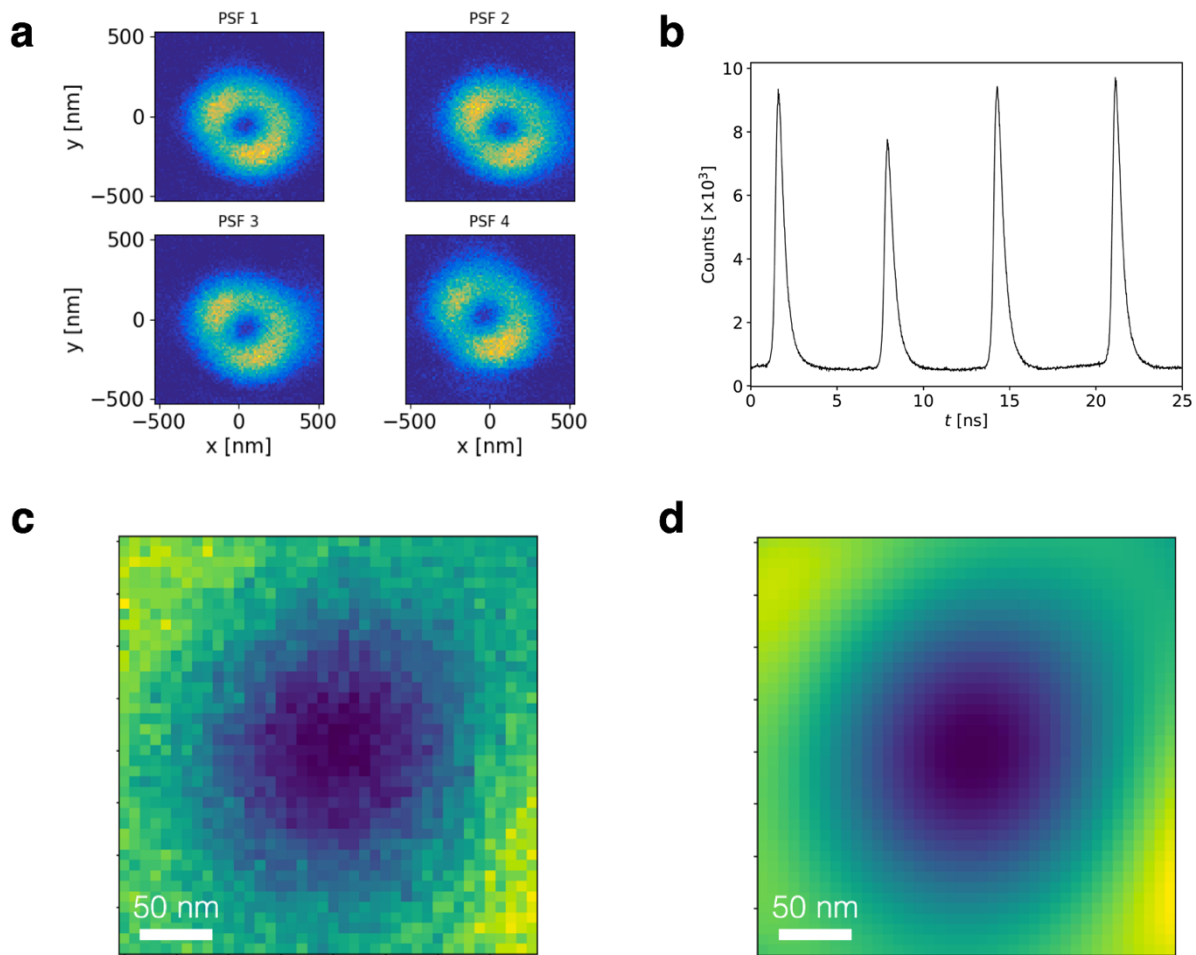 a
PSF 1
PSF 2
500
0
−500
y [nm]
PSF 3
PSF 4
500
0
−500
y [nm]
−500 0 500
−500 0 500
x [nm]
x [nm]
b
10
8
6
4
2
0
Counts [×10³]
0 5 10 15 20 25
t [ns]
c
50 nm
d
50 nm